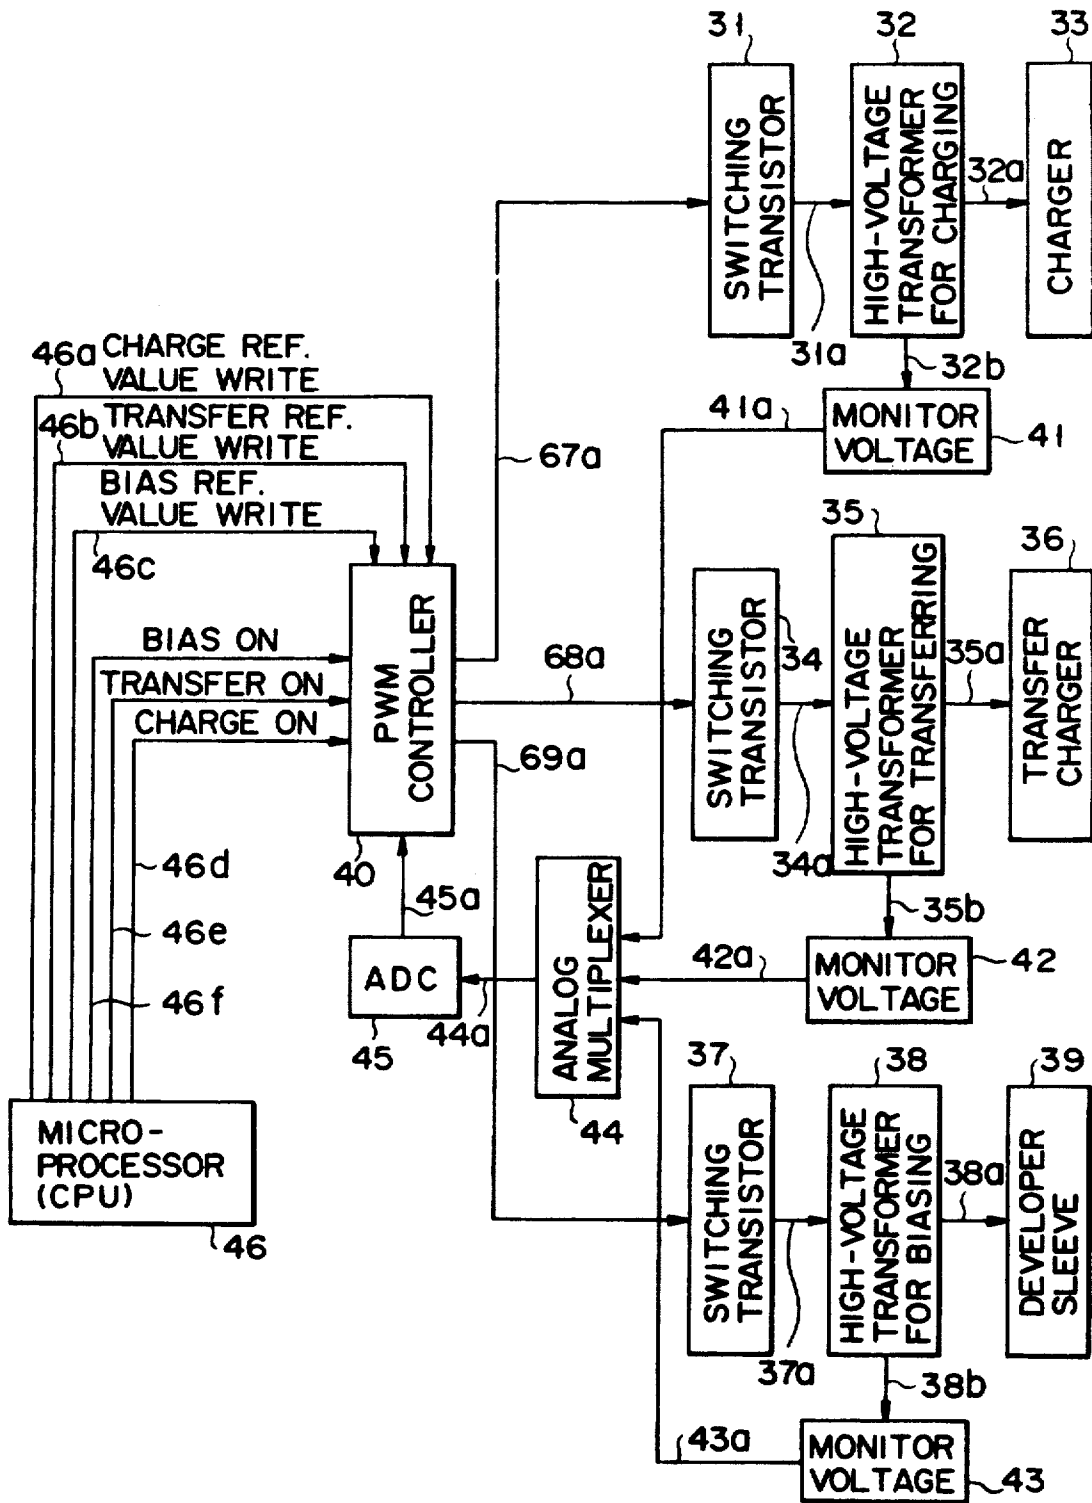 31
32
33
SWITCHING
TRANSISTOR
HIGH-VOLTAGE
TRANSFORMER
FOR CHARGING
32a
CHARGER
31a
32b
46a
CHARGE REF.
VALUE WRITE
46b
TRANSFER REF.
VALUE WRITE
BIAS REF.
VALUE WRITE
46c
67a
41a
MONITOR
VOLTAGE
41
35
36
BIAS ON
TRANSFER ON
CHARGE ON
PWM
CONTROLLER
68a
69a
SWITCHING
TRANSISTOR
34
HIGH-VOLTAGE
TRANSFORMER
FOR TRANSFERRING
35a
TRANSFER
CHARGER
34a
46d
40
45a
35b
46e
46f
ADC
45
44a
ANALOG
MULTIPLEXER
44
42a
MONITOR
VOLTAGE
42
37
38
39
MICRO-
PROCESSOR
(CPU)
46
SWITCHING
TRANSISTOR
HIGH-VOLTAGE
TRANSFORMER
FOR BIASING
38a
DEVELOPER
SLEEVE
37a
38b
43a
MONITOR
VOLTAGE
43